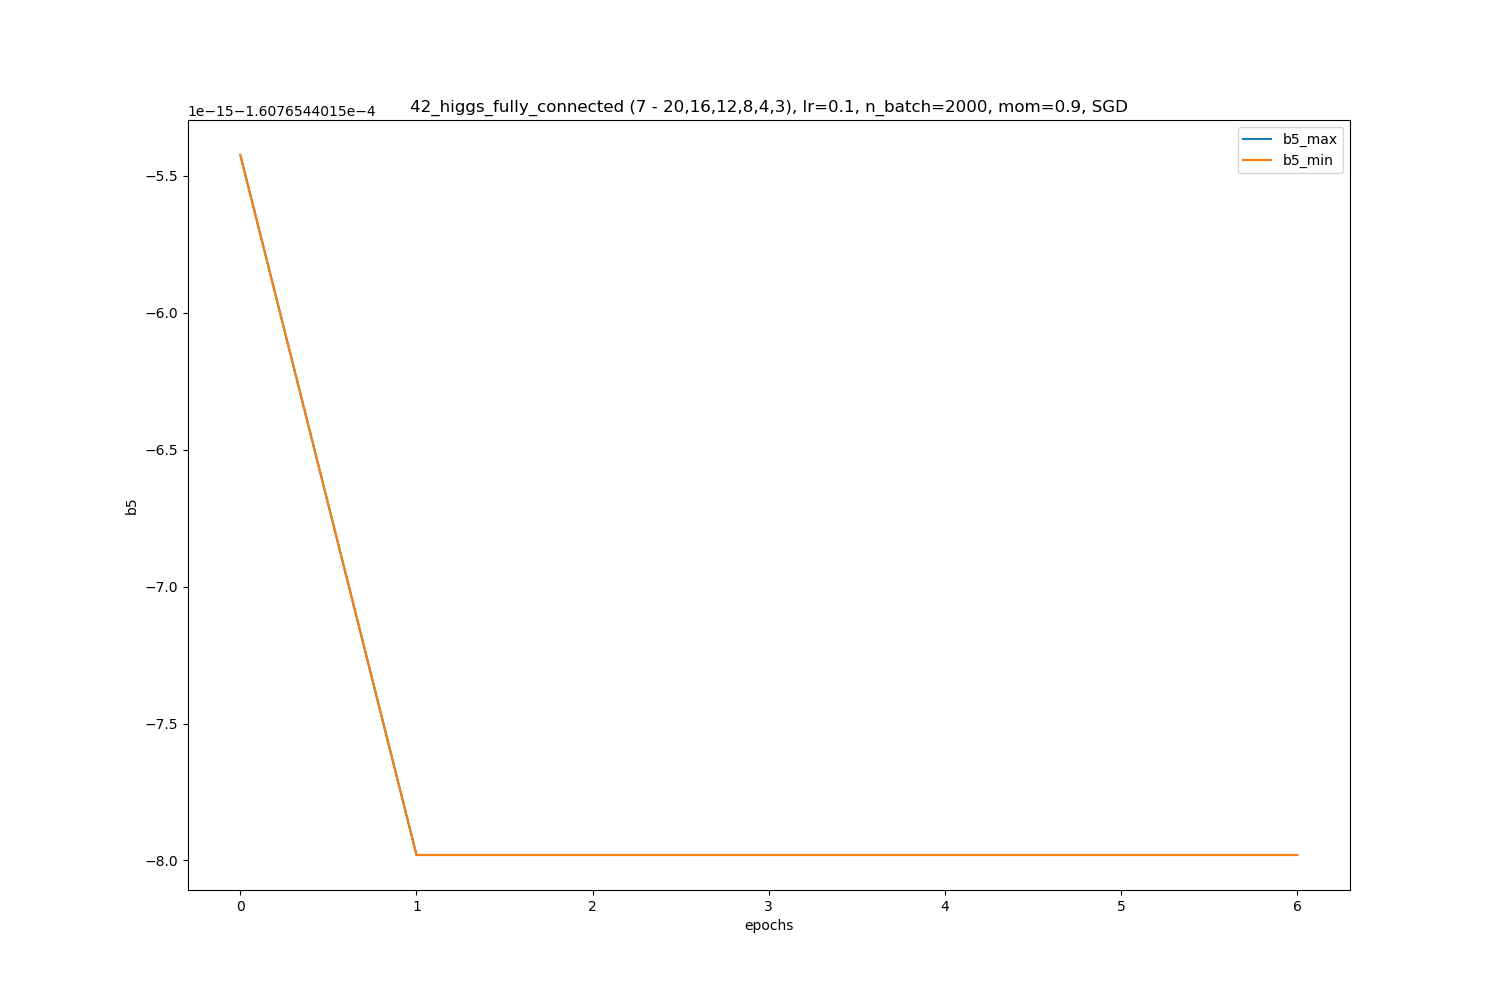 42_higgs_fully_connected (7 - 20,16,12,8,4,3), lr=0.1, n_batch=2000, mom=0.9, SGD
1e−15−1.6076544015e−4
b5_max
b5_min
−5.5
−6.0
−6.5
−7.0
−7.5
−8.0
b5
0 1 2 3 4 5 6
epochs